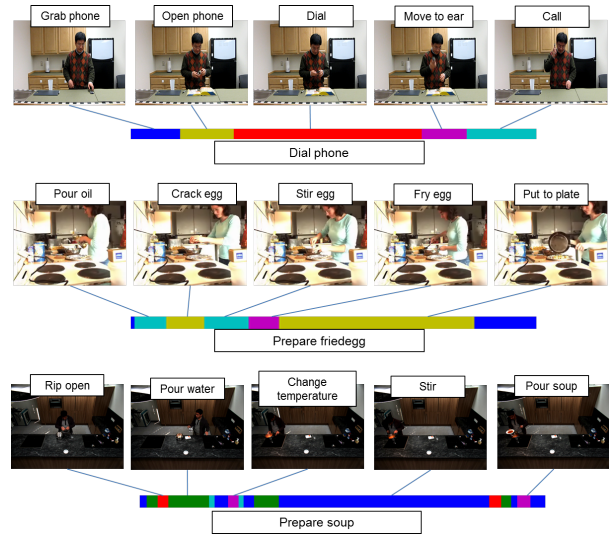 Grab phone
Open phone
Dial
Move to ear
Call
Dial phone
Pour oil
Crack egg
Stir egg
Fry egg
Put to plate
Prepare friedegg
Rip open
Pour water
Change
temperature
Stir
Pour soup
Prepare soup